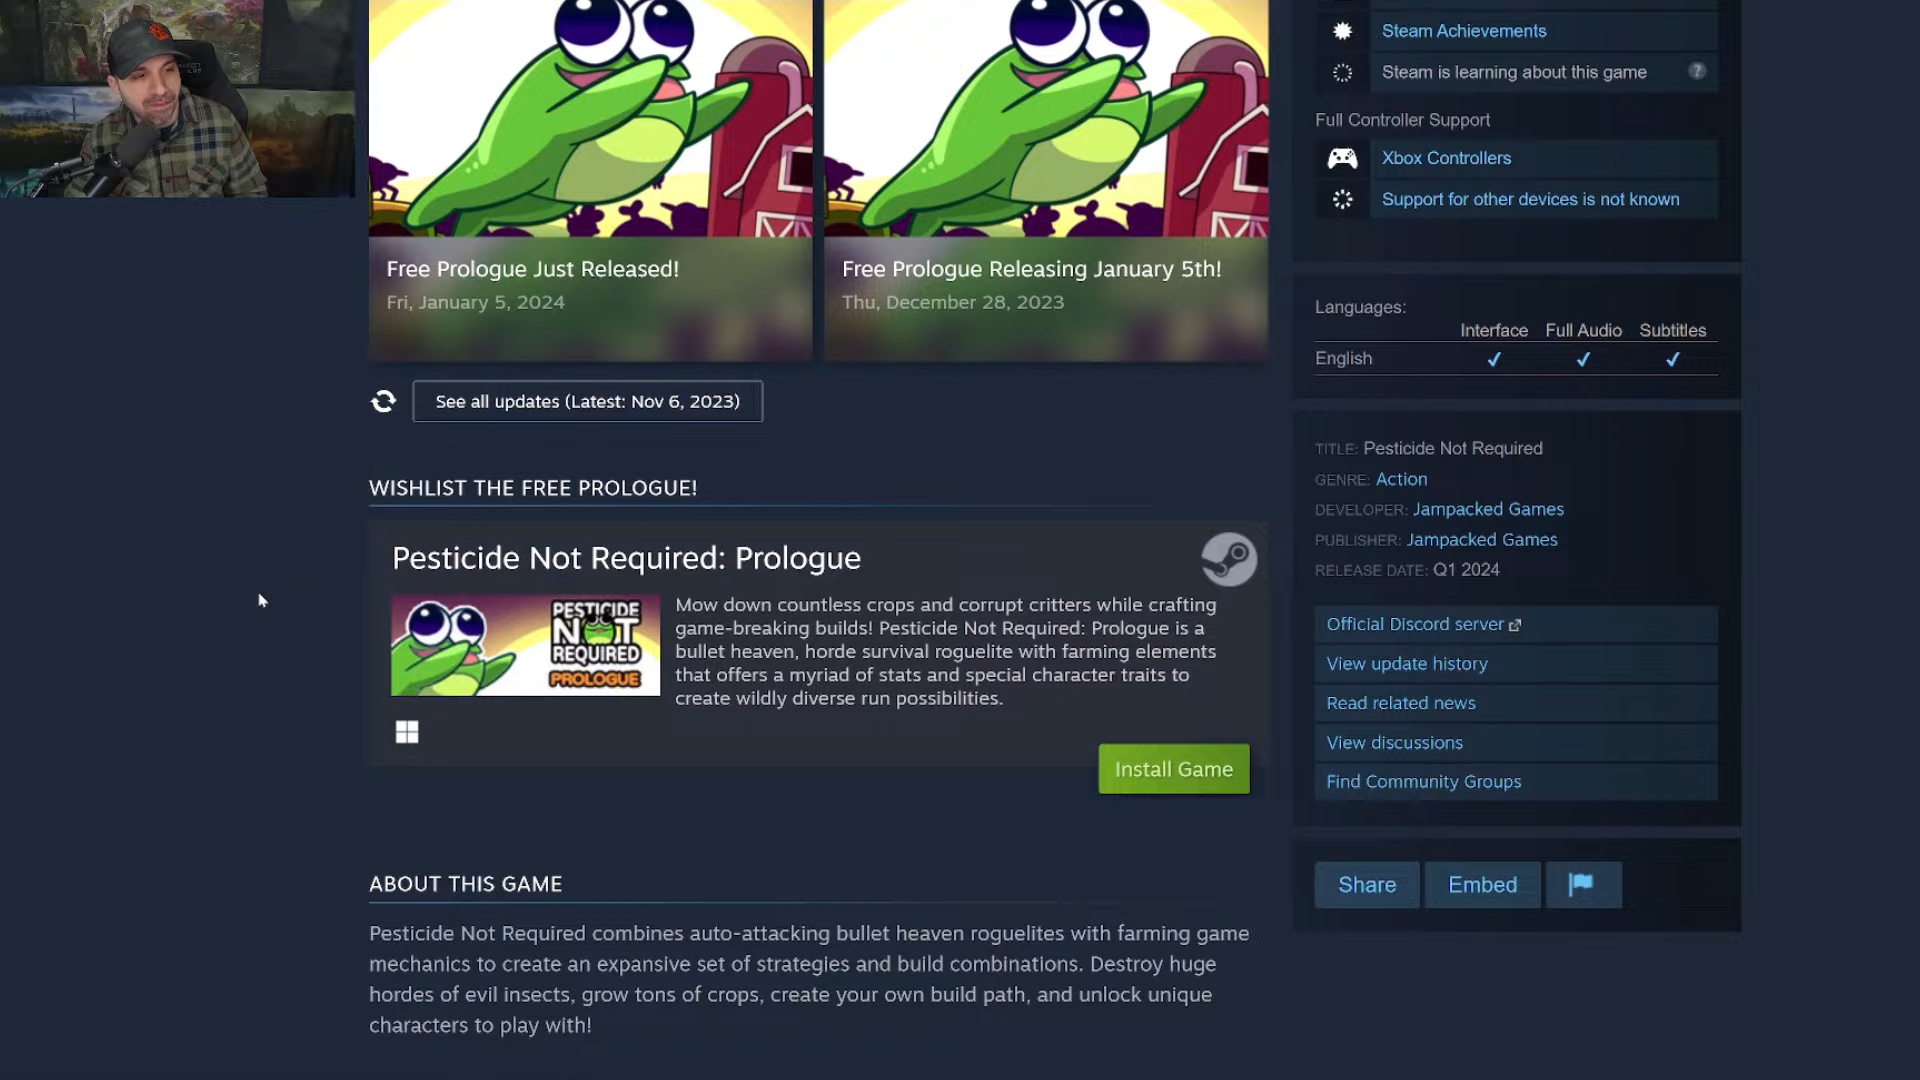 Free Prologue Just Released!
Fri, January 5, 2024
Free Prologue Releasing January 5th!
Thu, December 28, 2023
See all updates (Latest: Nov 6, 2023)
WISHLIST THE FREE PROLOGUE!
Pesticide Not Required: Prologue
PESTICIDE
NOT
REQUIRED
PROLOGUE
Mow down countless crops and corrupt critters while crafting
game-breaking builds! Pesticide Not Required: Prologue is a
bullet heaven, horde survival roguelite with farming elements
that offers a myriad of stats and special character traits to
create wildly diverse run possibilities.
Install Game
ABOUT THIS GAME
Pesticide Not Required combines auto-attacking bullet heaven roguelites with farming game
mechanics to create an expansive set of strategies and build combinations. Destroy huge
hordes of evil insects, grow tons of crops, create your own build path, and unlock unique
characters to play with!
Steam Achievements
Steam is learning about this game ?
Full Controller Support
Xbox Controllers
Support for other devices is not known
Languages:
Interface Full Audio Subtitles
English ✓ ✓ ✓
TITLE: Pesticide Not Required
GENRE: Action
DEVELOPER: Jampacked Games
PUBLISHER: Jampacked Games
RELEASE DATE: Q1 2024
Official Discord server
View update history
Read related news
View discussions
Find Community Groups
Share Embed